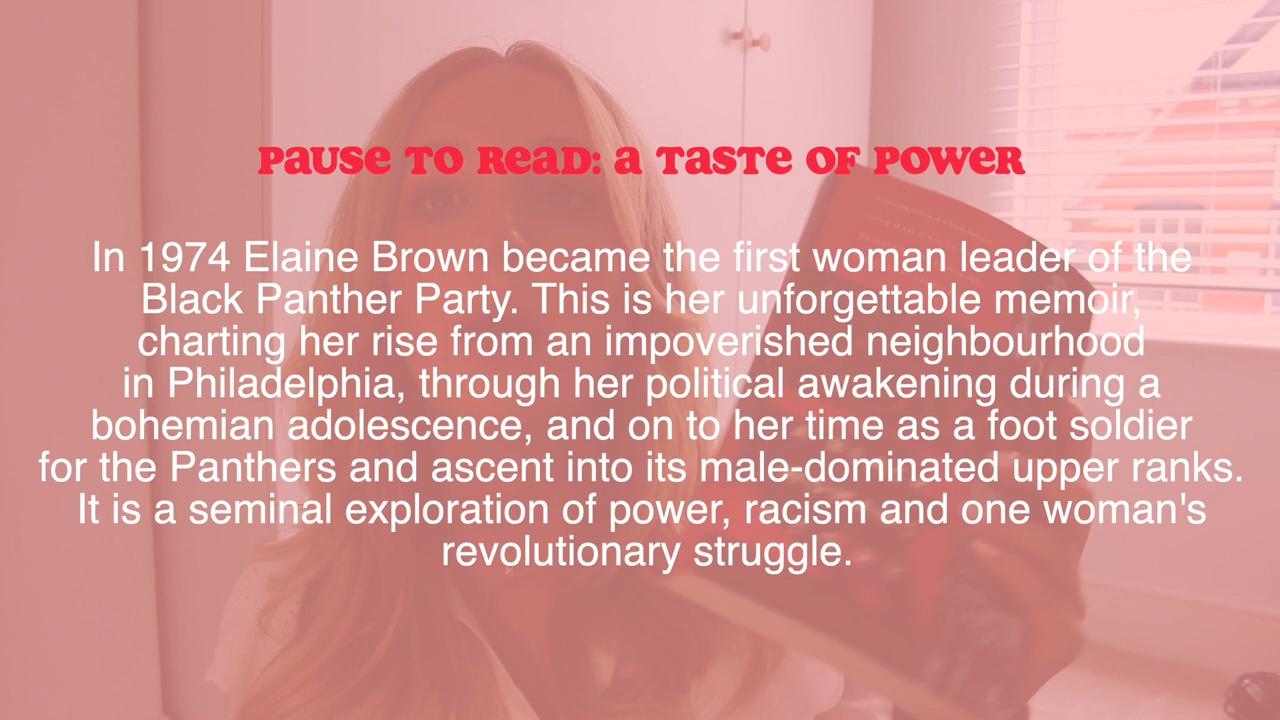 PAUSE TO READ: A TASTE OF POWER
In 1974 Elaine Brown became the first woman leader of the
Black Panther Party. This is her unforgettable memoir,
charting her rise from an impoverished neighbourhood
in Philadelphia, through her political awakening during a
bohemian adolescence, and on to her time as a foot soldier
for the Panthers and ascent into its male-dominated upper ranks.
It is a seminal exploration of power, racism and one woman's
revolutionary struggle.